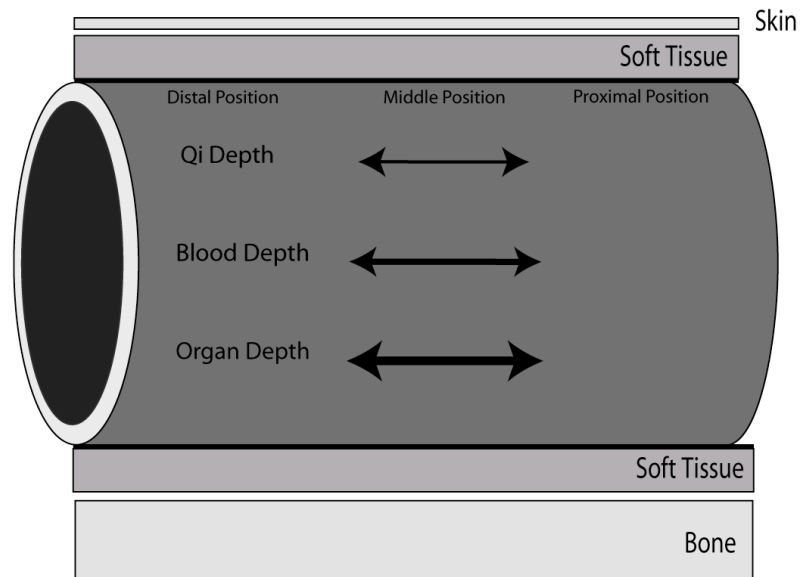 Skin
Soft Tissue
Distal Position Middle Position Proximal Position
Qi Depth
Blood Depth
Organ Depth
Soft Tissue
Bone